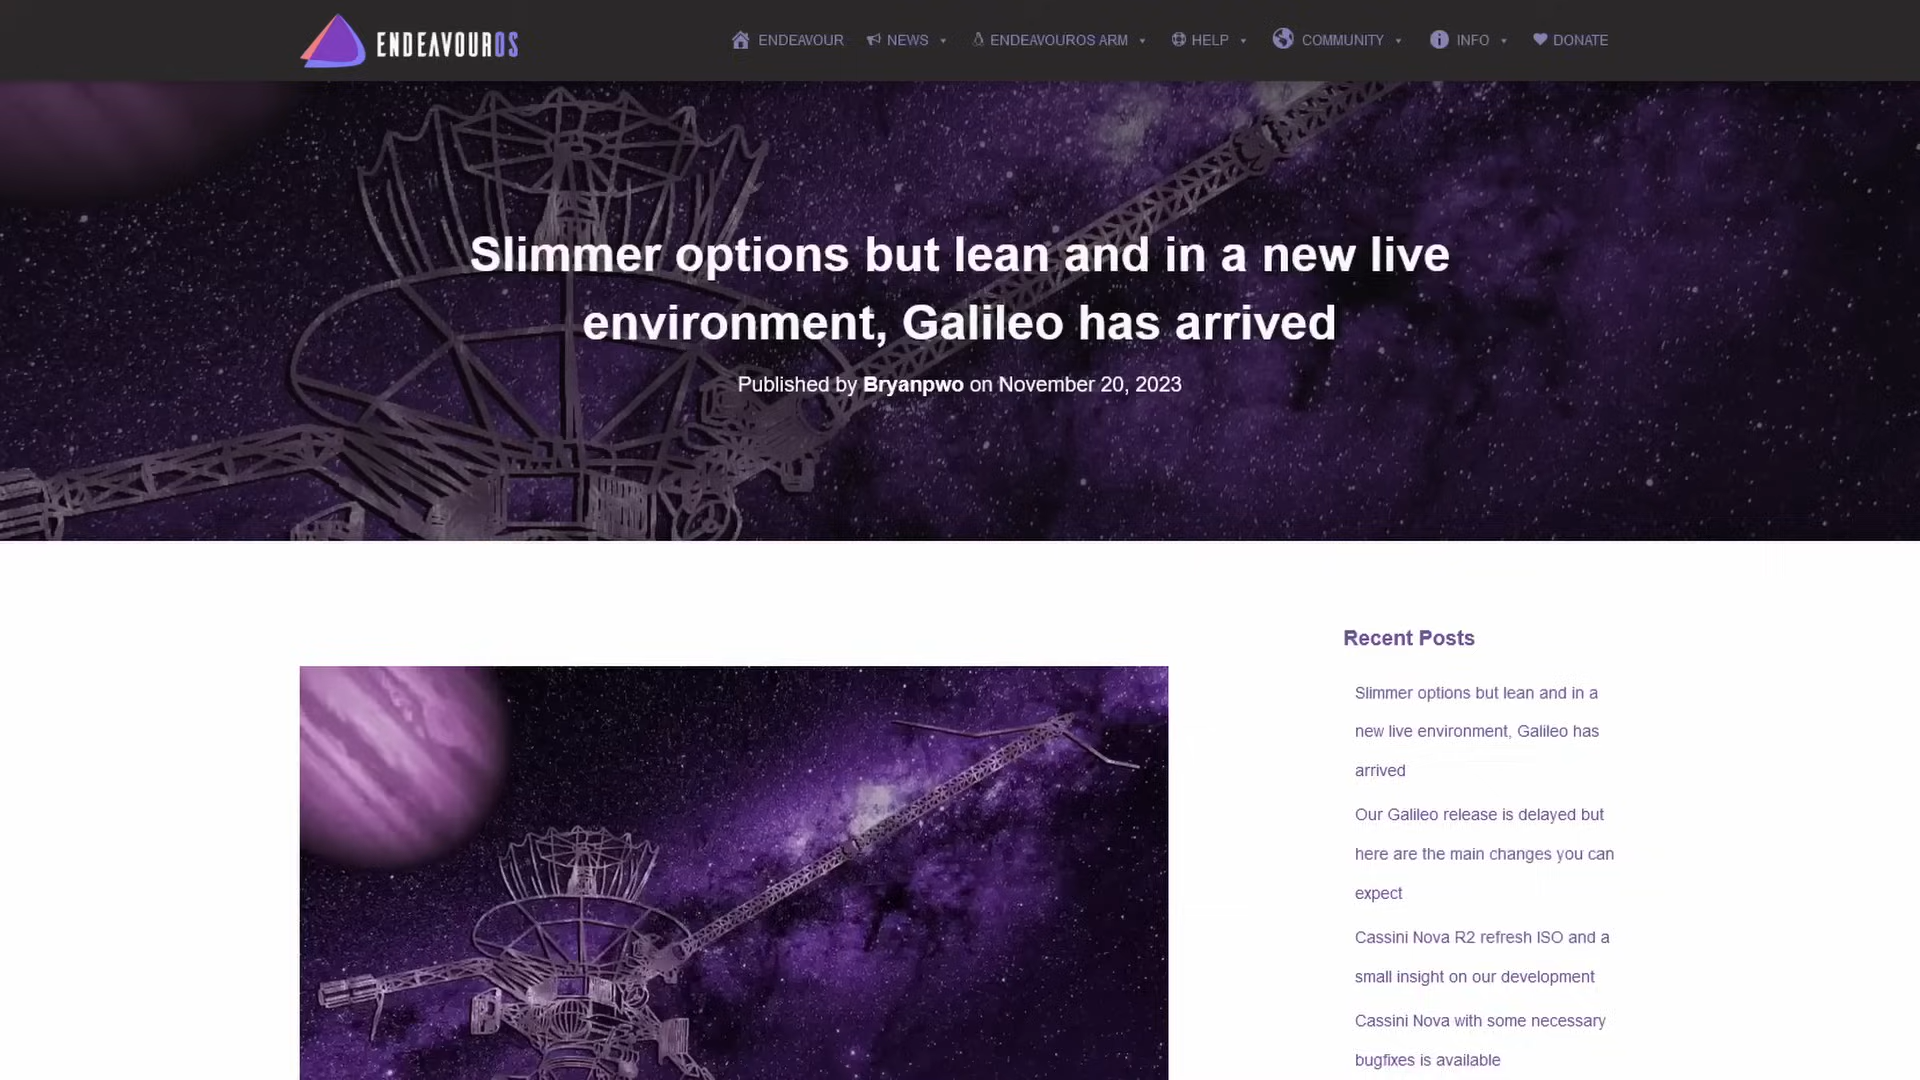 ENDEAVOUROS
ENDEAVOUR NEWS ENDEAVOUROS ARM HELP COMMUNITY INFO DONATE
Slimmer options but lean and in a new live
environment, Galileo has arrived
Published by Bryanpwo on November 20, 2023
Recent Posts
Slimmer options but lean and in a
new live environment, Galileo has
arrived
Our Galileo release is delayed but
here are the main changes you can
expect
Cassini Nova R2 refresh ISO and a
small insight on our development
Cassini Nova with some necessary
bugfixes is available